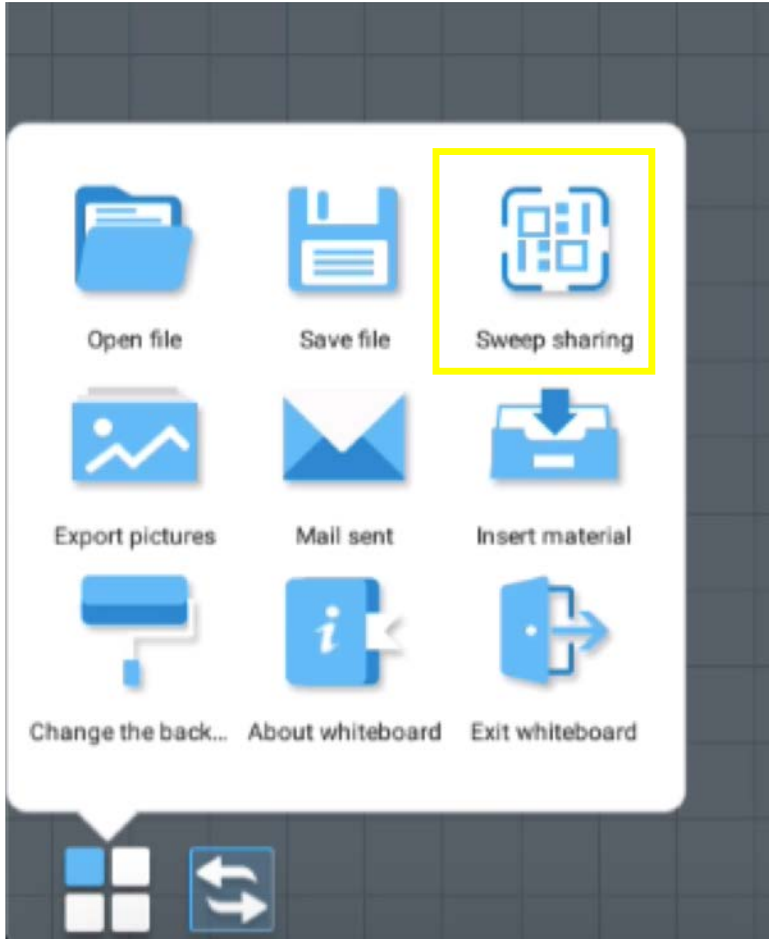 Open file
Save file
Sweep sharing
Export pictures
Mail sent
Insert material
Change the back...
About whiteboard
Exit whiteboard